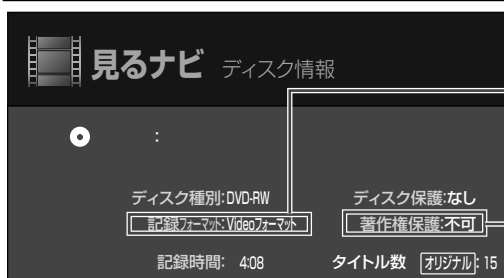 見るナビ ディスク情報
:
ディスク種別:DVD-RW ディスク保護:なし
記録フォーマット:Videoフォーマット 著作権保護:不可
記録時間: 4:08 タイトル数 オリジナル:15